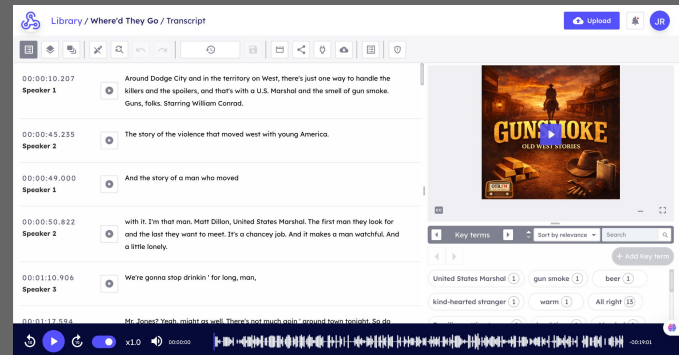 Library / Where'd They Go / Transcript
Upload
JR
00:00:10.207
Speaker 1
Around Dodge City and in the territory on West, there's just one way to handle the
killers and the spoilers, and that's with a U.S. Marshal and the smell of gun smoke.
Guns, folks. Starring William Conrad.
00:00:45.235
Speaker 2
The story of the violence that moved west with young America.
00:00:49.000
Speaker 1
And the story of a man who moved
00:00:50.822
Speaker 2
with it. I'm that man. Matt Dillon, United States Marshal. The first man they look for
and the last they want to meet. It's a chancey job. And it makes a man watchful. And
a little lonely.
00:01:10.906
Speaker 3
We're gonna stop drinkin ' for long, man,
00:01:17.594
Mr. Jones? Yeah, might as well. There's not much goin ' around town tonight. So do
GUNSMOKE
OLD WEST STORIES
Key terms
Sort by relevance
Search
+ Add Key term
United States Marshal 1
gun smoke 1
beer 1
kind-hearted stranger 1
warm 1
All right 13
x1.0
00:00:00
-00:19:01